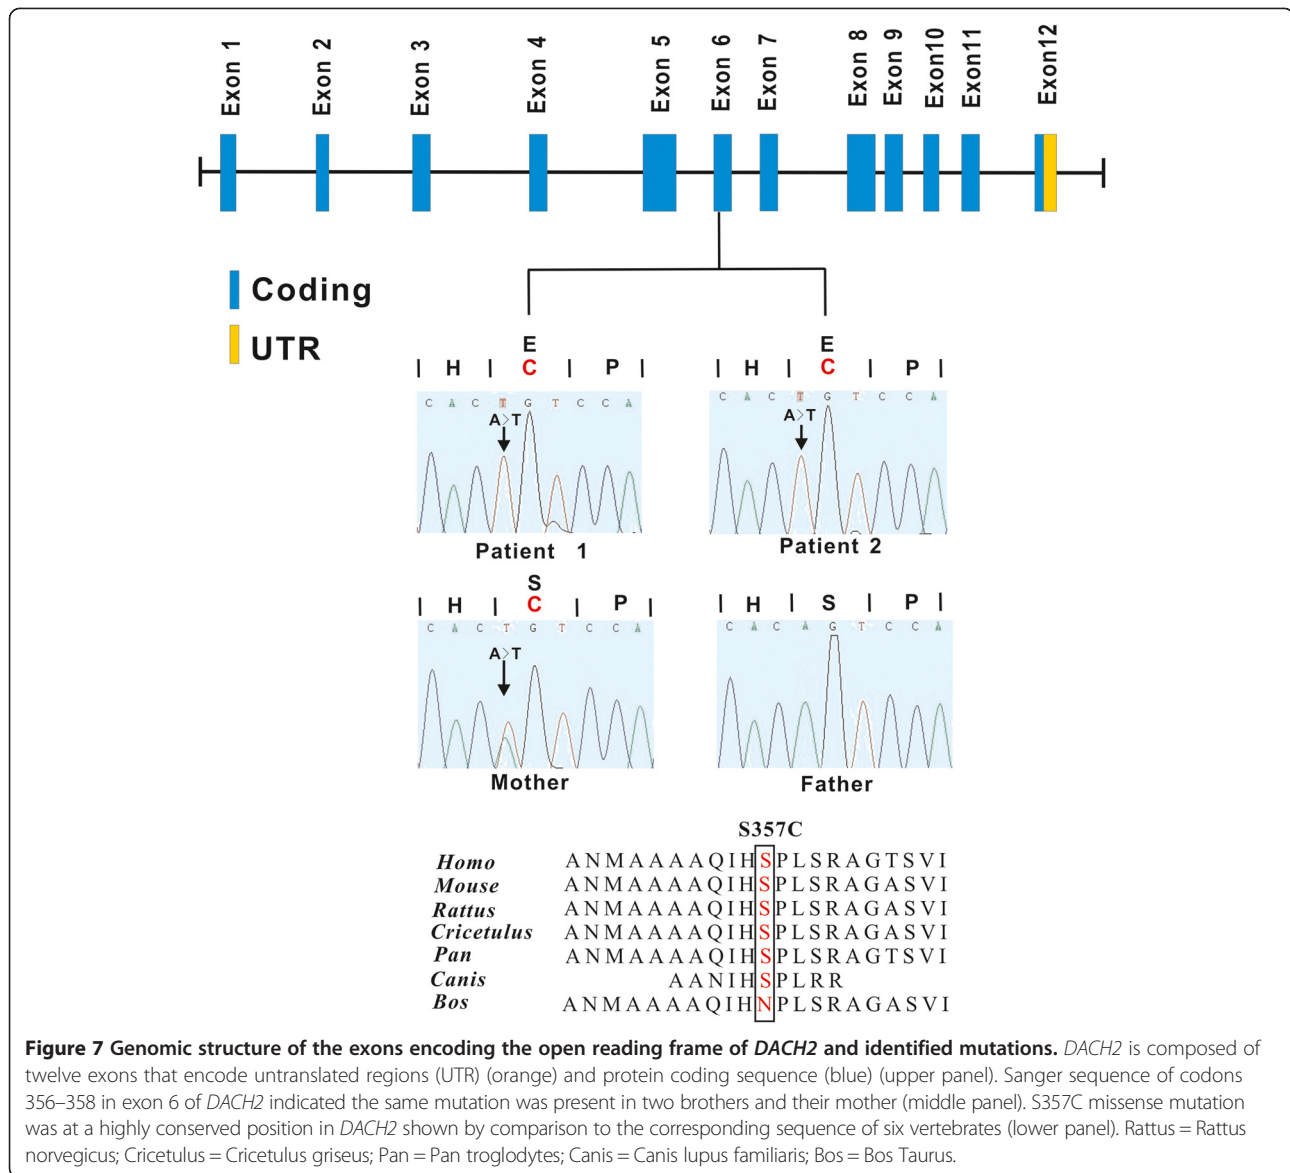 Exon 1 Exon 2 Exon 3 Exon 4 Exon 5 Exon 6 Exon 7 Exon 8 Exon 9 Exon10 Exon11 Exon12
Coding
UTR
E
| H | C | P |
C A C T G T C C A
A>T
Patient 1
E
| H | C | P |
C A C T G T C C A
A>T
Patient 2
S
| H | C | P |
C A C T G T C C A
A>T
Mother
| H | S | P |
C A C A G T C C A
Father
S357C
Homo ANMAAAAQIHSPLSRAGTSVI
Mouse ANMAAAAQIHSPLSRAGASVI
Rattus ANMAAAAQIHSPLSRAGASVI
Cricetulus ANMAAAAQIHSPLSRAGASVI
Pan ANMAAAAQIHSPLSRAGTSVI
Canis AANIHSPLRR
Bos ANMAAAAQIHNPLSRAGASVI
Figure 7 Genomic structure of the exons encoding the open reading frame of DACH2 and identified mutations. DACH2 is composed of
twelve exons that encode untranslated regions (UTR) (orange) and protein coding sequence (blue) (upper panel). Sanger sequence of codons
356–358 in exon 6 of DACH2 indicated the same mutation was present in two brothers and their mother (middle panel). S357C missense mutation
was at a highly conserved position in DACH2 shown by comparison to the corresponding sequence of six vertebrates (lower panel). Rattus = Rattus
norvegicus; Cricetulus = Cricetulus griseus; Pan = Pan troglodytes; Canis = Canis lupus familiaris; Bos = Bos Taurus.